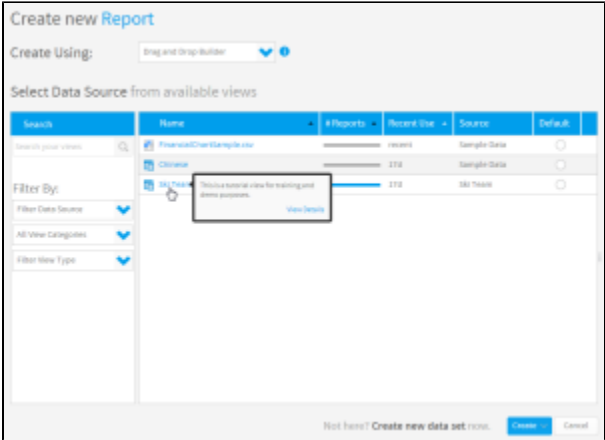 Create new Report
Create Using:
Drag and Drop Builder
Select Data Source from available views
Search
Name
# Reports
Recent Use
Source
Default
Search your views
FinancialChartSample.csv
recent
Sample Data
Chinese
Sample Data
Ski Team
Ski Team
This is a tutorial view for training and
demo purposes.
View Details
Filter By:
Filter Data Source
All View Categories
Filter View Type
Not here? Create new data set now.
Create
Cancel